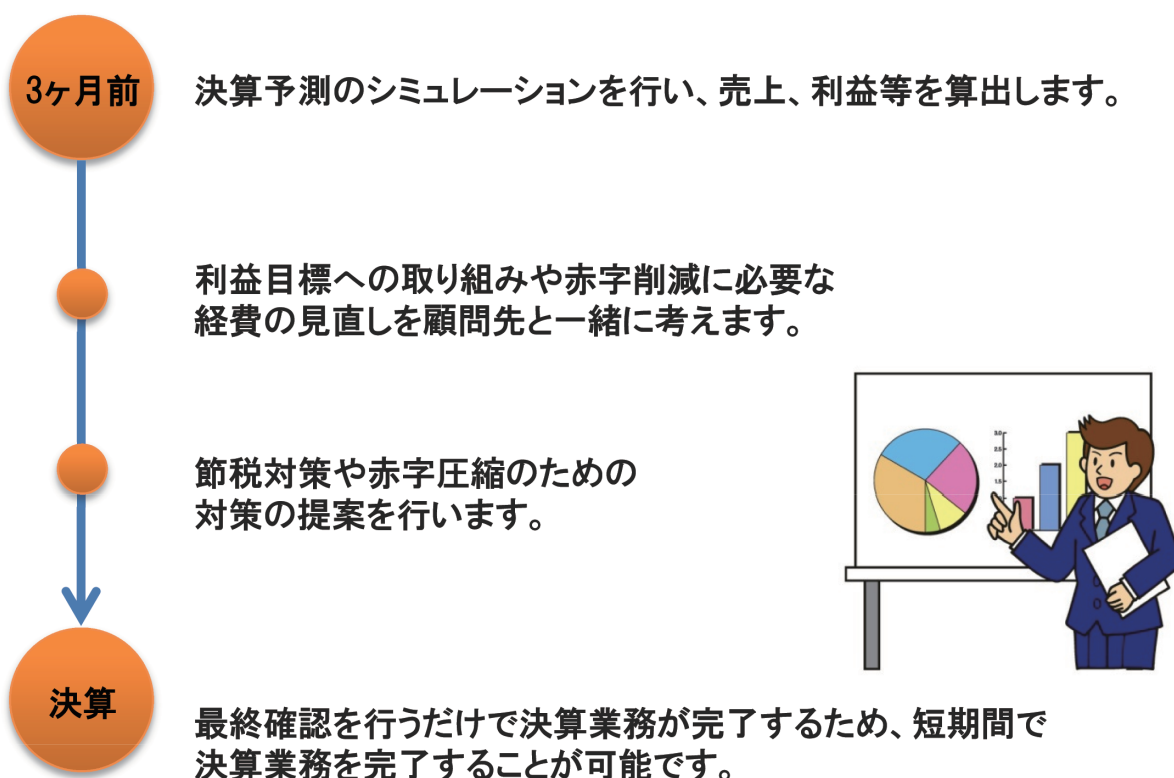 3ヶ月前
決算予測のシミュレーションを行い、売上、利益等を算出します。
利益目標への取り組みや赤字削減に必要な
経費の見直しを顧問先と一緒に考えます。
節税対策や赤字圧縮のための
対策の提案を行います。
3.0
2.0
1.5
決算
最終確認を行うだけで決算業務が完了するため、短期間で
決算業務を完了することが可能です。